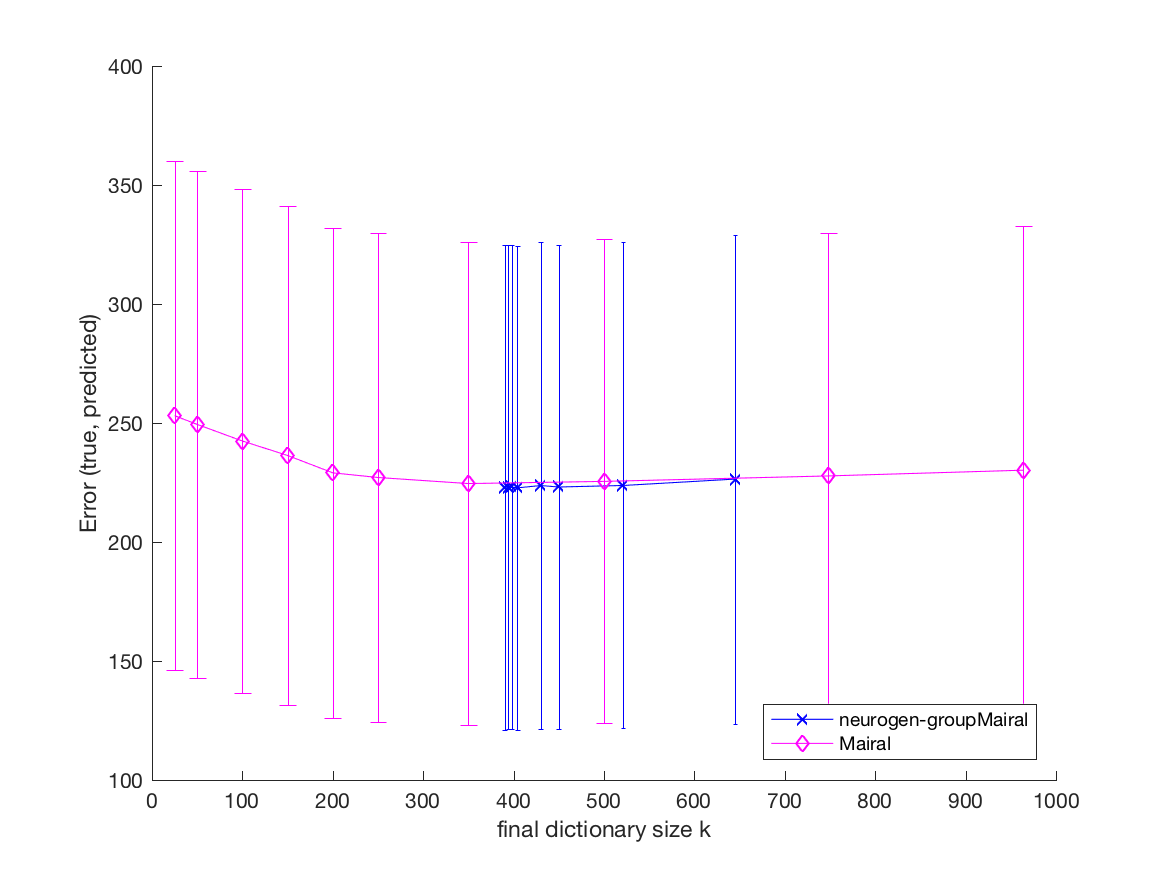 400
350
300
250
200
150
100
Error (true, predicted)
0 100 200 300 400 500 600 700 800 900 1000
final dictionary size k
neurogen-groupMairal
Mairal